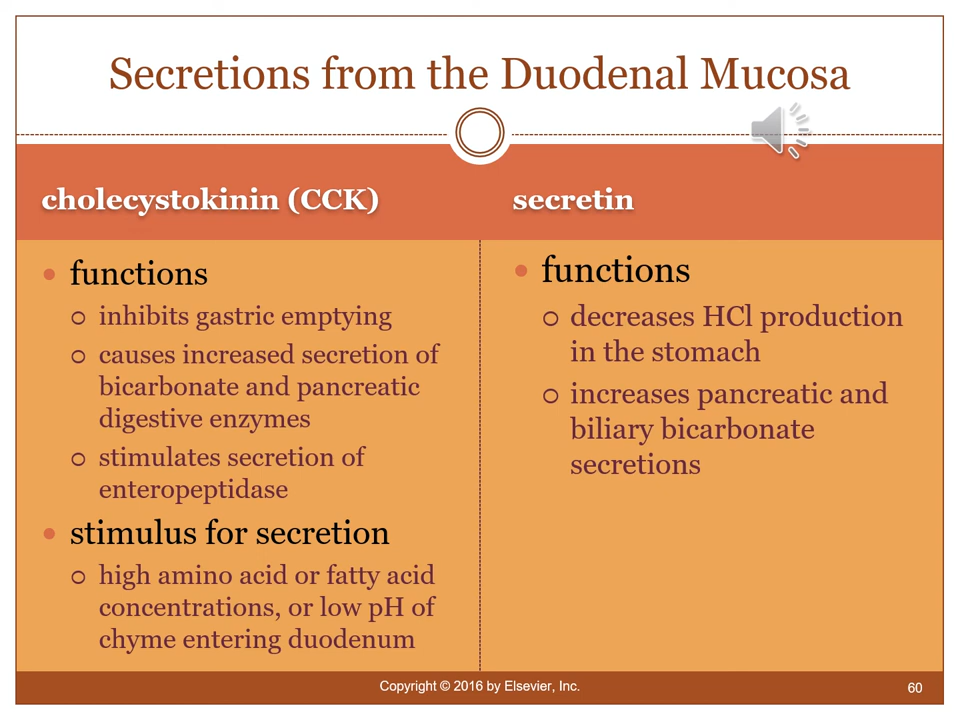 Secretions from the Duodenal Mucosa
cholecystokinin (CCK)
functions
inhibits gastric emptying
causes increased secretion of
bicarbonate and pancreatic
digestive enzymes
stimulates secretion of
enteropeptidase
stimulus for secretion
high amino acid or fatty acid
concentrations, or low pH of
chyme entering duodenum
secretin
functions
decreases HCl production
in the stomach
increases pancreatic and
biliary bicarbonate
secretions
Copyright © 2016 by Elsevier, Inc.
60